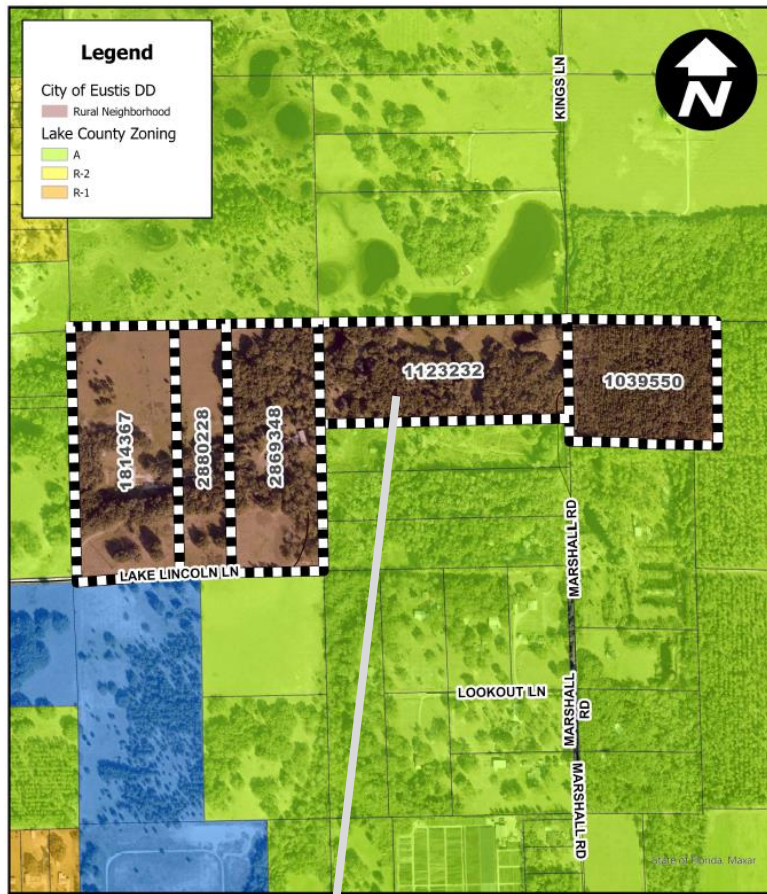 Legend
City of Eustis DD
Rural Neighborhood
Lake County Zoning
A
R-2
R-1
N
KINGS LN
1814367
2880228
2869348
1123232
1039550
LAKE LINCOLN LN
MARSHALL RD
LOOKOUT LN
MARSHALL
RD
MARSHALL RD
State of Florida, Maxar